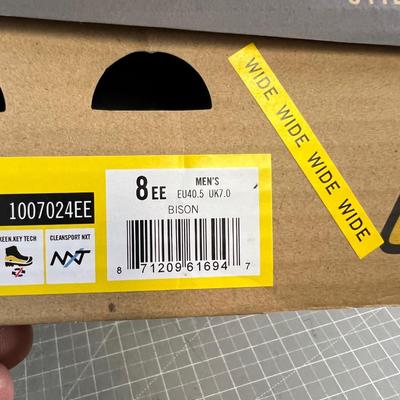 WIDE WIDE WIDE WIDE
1007024EE
8 EE MEN'S
EU40.5 UK7.0
BISON
KEEN.KEY TECH
CLEANSPORT NXT
NXT
8 71209 61694 7